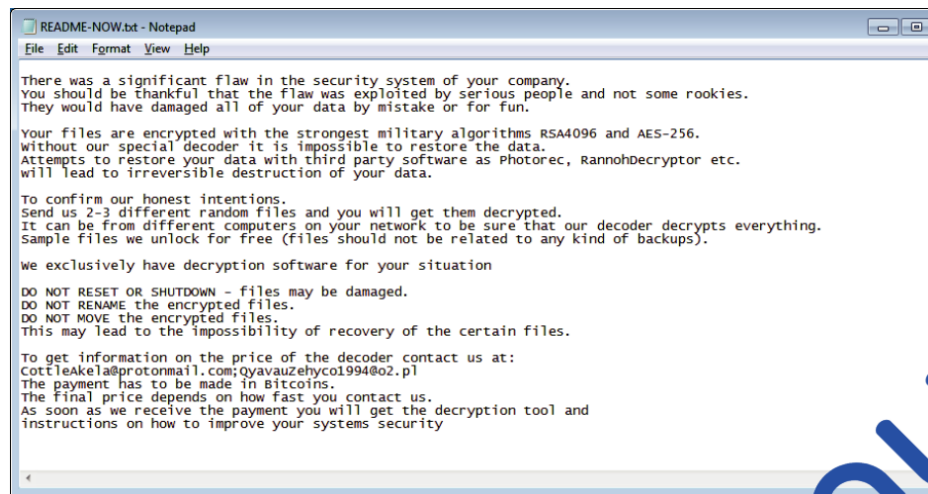 README-NOW.txt - Notepad
File Edit Format View Help
There was a significant flaw in the security system of your company.
You should be thankful that the flaw was exploited by serious people and not some rookies.
They would have damaged all of your data by mistake or for fun.
Your files are encrypted with the strongest military algorithms RSA4096 and AES-256.
Without our special decoder it is impossible to restore the data.
Attempts to restore your data with third party software as Photorec, RannohDecryptor etc.
will lead to irreversible destruction of your data.
To confirm our honest intentions.
Send us 2-3 different random files and you will get them decrypted.
It can be from different computers on your network to be sure that our decoder decrypts everything.
Sample files we unlock for free (files should not be related to any kind of backups).
We exclusively have decryption software for your situation
DO NOT RESET OR SHUTDOWN - files may be damaged.
DO NOT RENAME the encrypted files.
DO NOT MOVE the encrypted files.
This may lead to the impossibility of recovery of the certain files.
To get information on the price of the decoder contact us at:
CottleAkela@protonmail.com;QyavauZehyco1994@o2.pl
The payment has to be made in Bitcoins.
The final price depends on how fast you contact us.
As soon as we receive the payment you will get the decryption tool and
instructions on how to improve your systems security